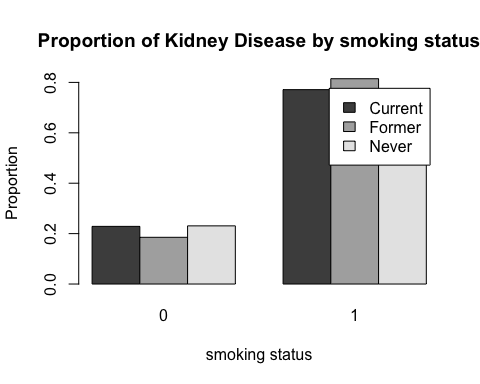 Proportion of Kidney Disease by smoking status
Proportion
0.8
0.6
0.4
0.2
0.0
Current
Former
Never
0 1
smoking status